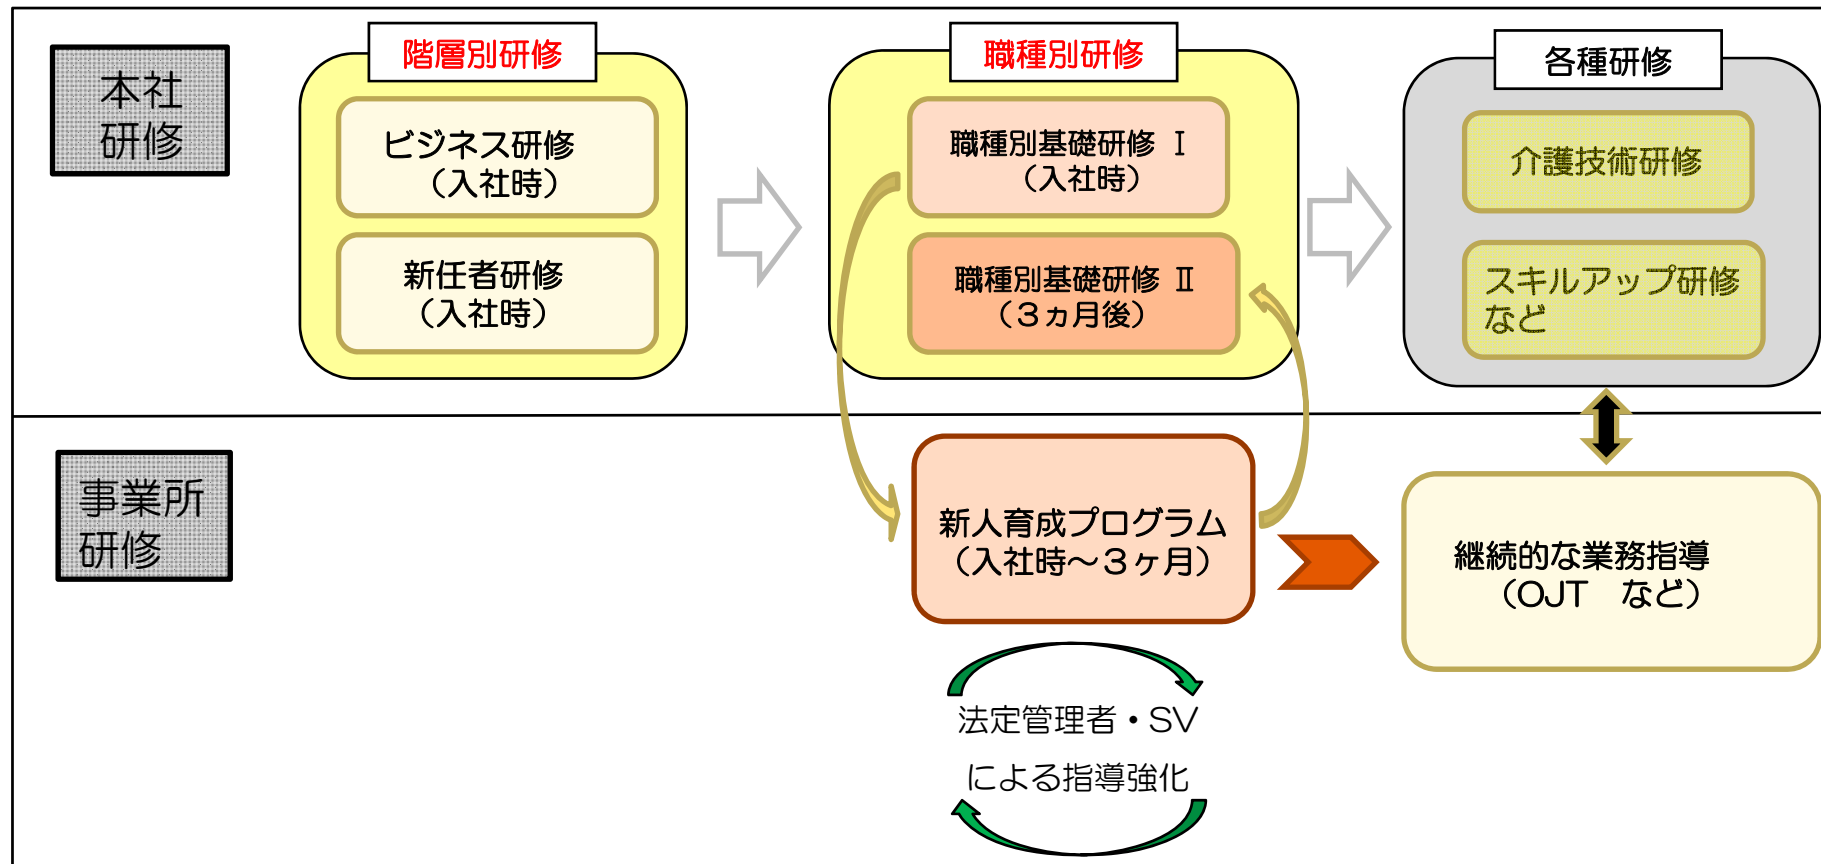 本社
研修
階層別研修
ビジネス研修
（入社時）
新任者研修
（入社時）
職種別研修
職種別基礎研修 Ⅰ
（入社時）
職種別基礎研修 Ⅱ
（３ヵ月後）
各種研修
介護技術研修
スキルアップ研修
など
事業所
研修
新人育成プログラム
（入社時～３ヶ月）
継続的な業務指導
（OJT　など）
法定管理者・SV
による指導強化